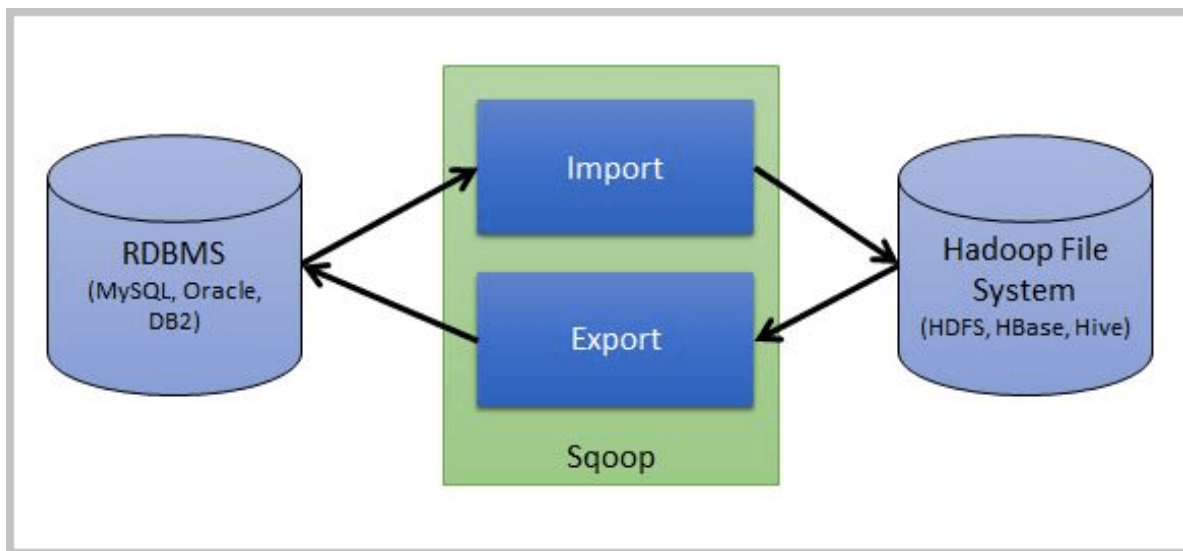 RDBMS
(MySQL, Oracle,
DB2)
Import
Export
Sqoop
Hadoop File
System
(HDFS, HBase, Hive)